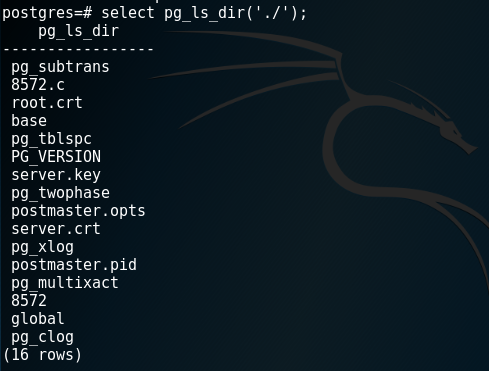 postgres=# select pg_ls_dir('./');
pg_ls_dir
-----------------
pg_subtrans
8572.c
root.crt
base
pg_tblspc
PG_VERSION
server.key
pg_twophase
postmaster.opts
server.crt
pg_xlog
postmaster.pid
pg_multixact
8572
global
pg_clog
(16 rows)